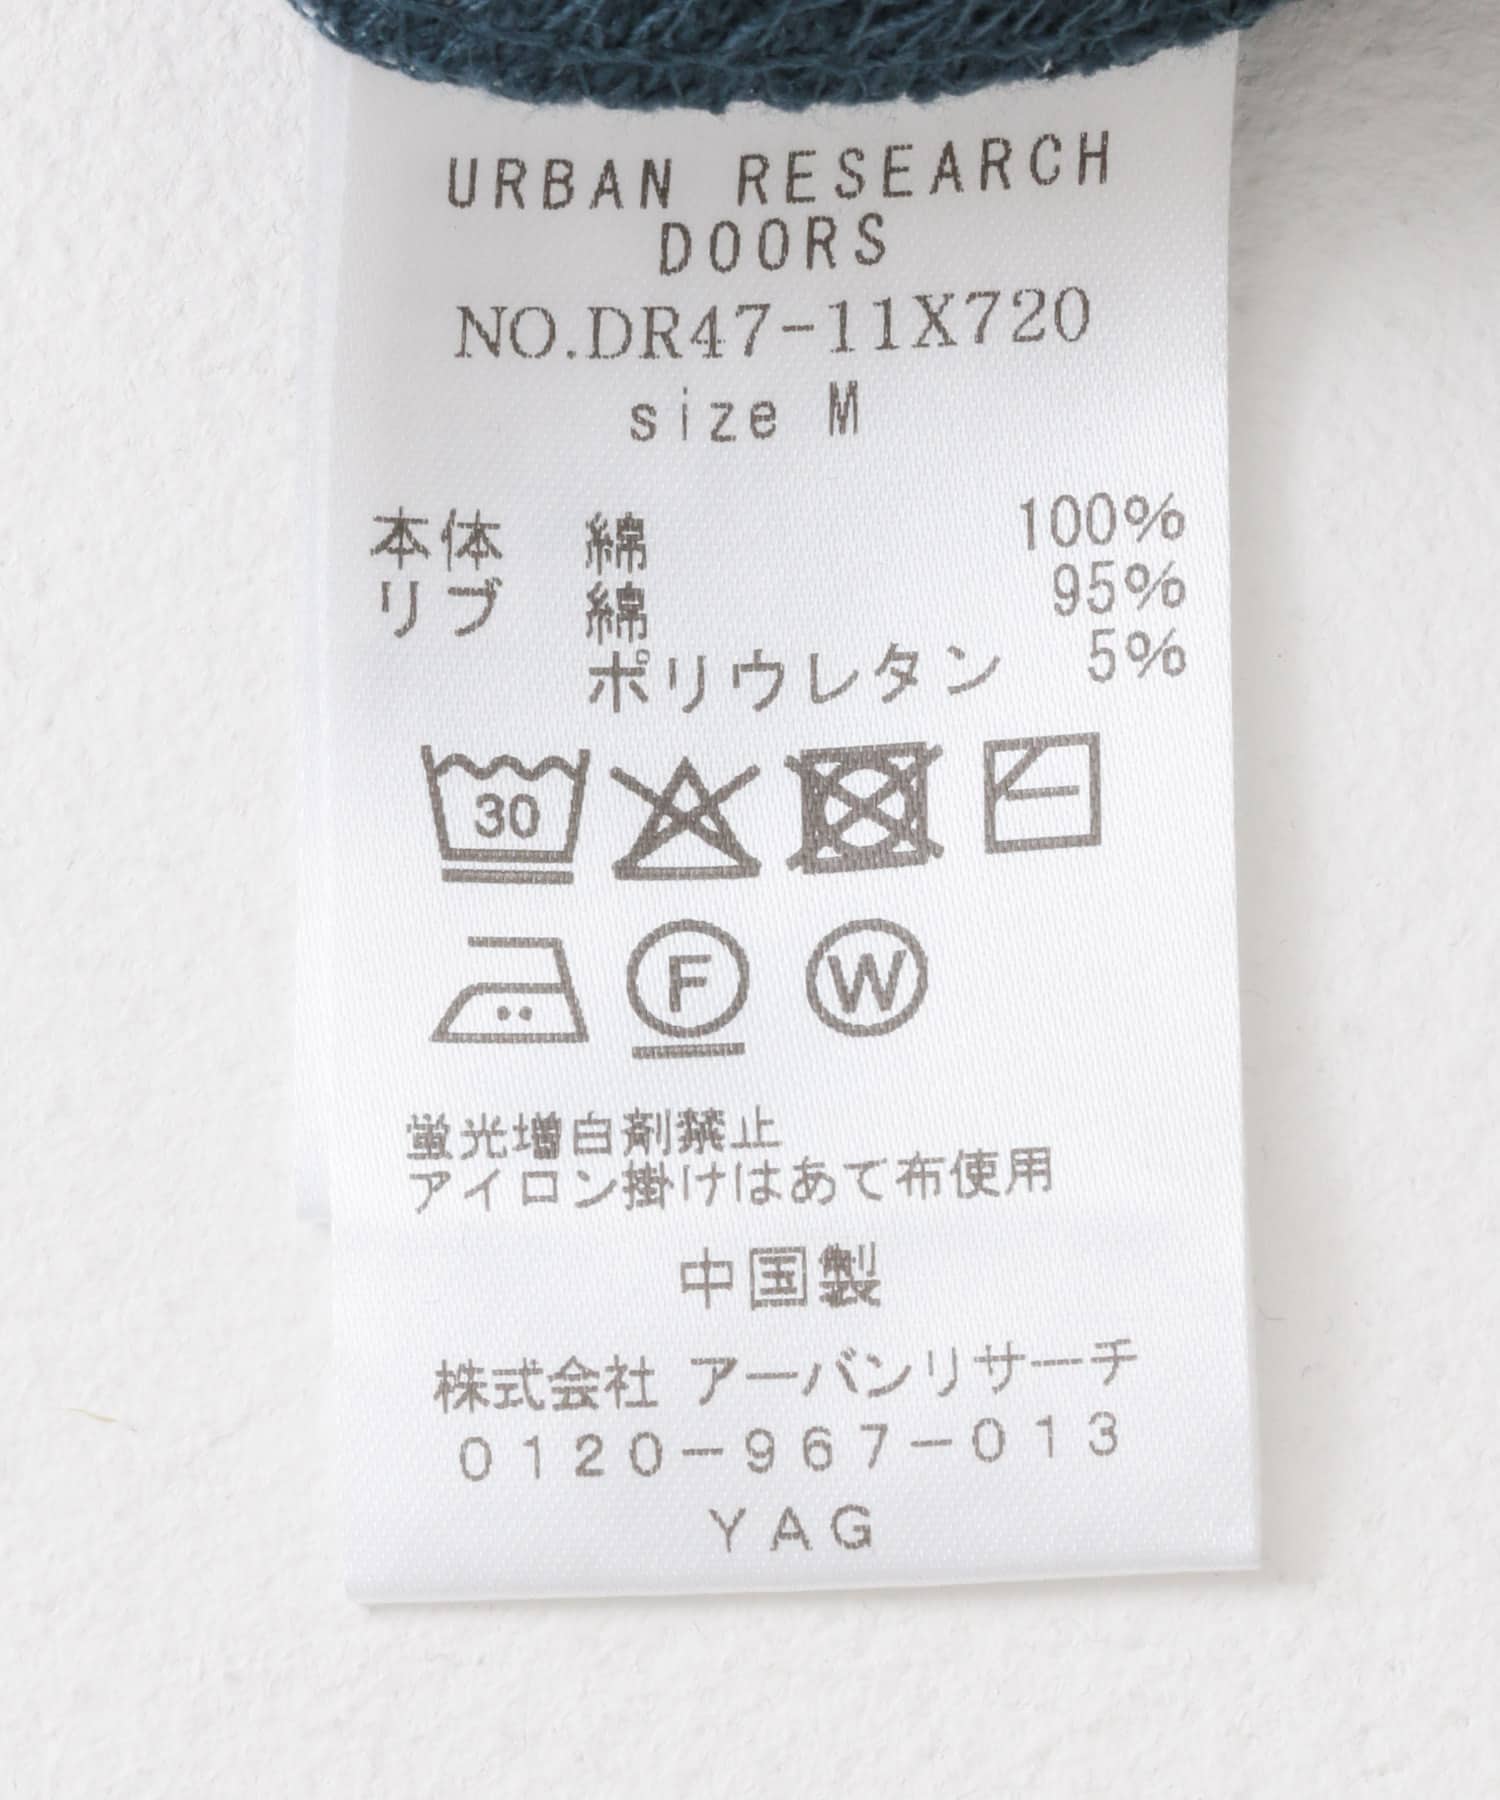 URBAN RESEARCH
DOORS
NO.DR47-11X720
size M
本体 綿 100%
リブ 綿 95%
ポリウレタン 5%
30
F W
蛍光増白剤禁止
アイロン掛けはあて布使用
中国製
株式会社 アーバンリサーチ
0120-967-013
YAG